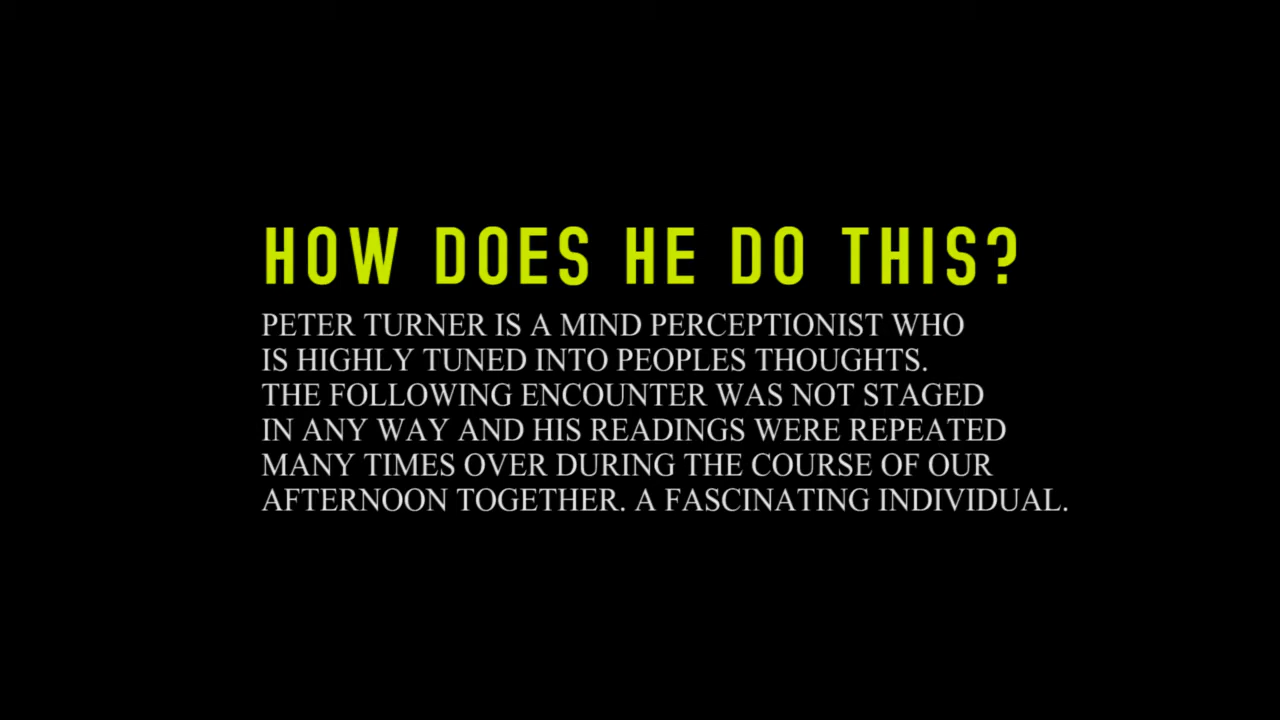 HOW DOES HE DO THIS?
PETER TURNER IS A MIND PERCEPTIONIST WHO
IS HIGHLY TUNED INTO PEOPLES THOUGHTS.
THE FOLLOWING ENCOUNTER WAS NOT STAGED
IN ANY WAY AND HIS READINGS WERE REPEATED
MANY TIMES OVER DURING THE COURSE OF OUR
AFTERNOON TOGETHER. A FASCINATING INDIVIDUAL.